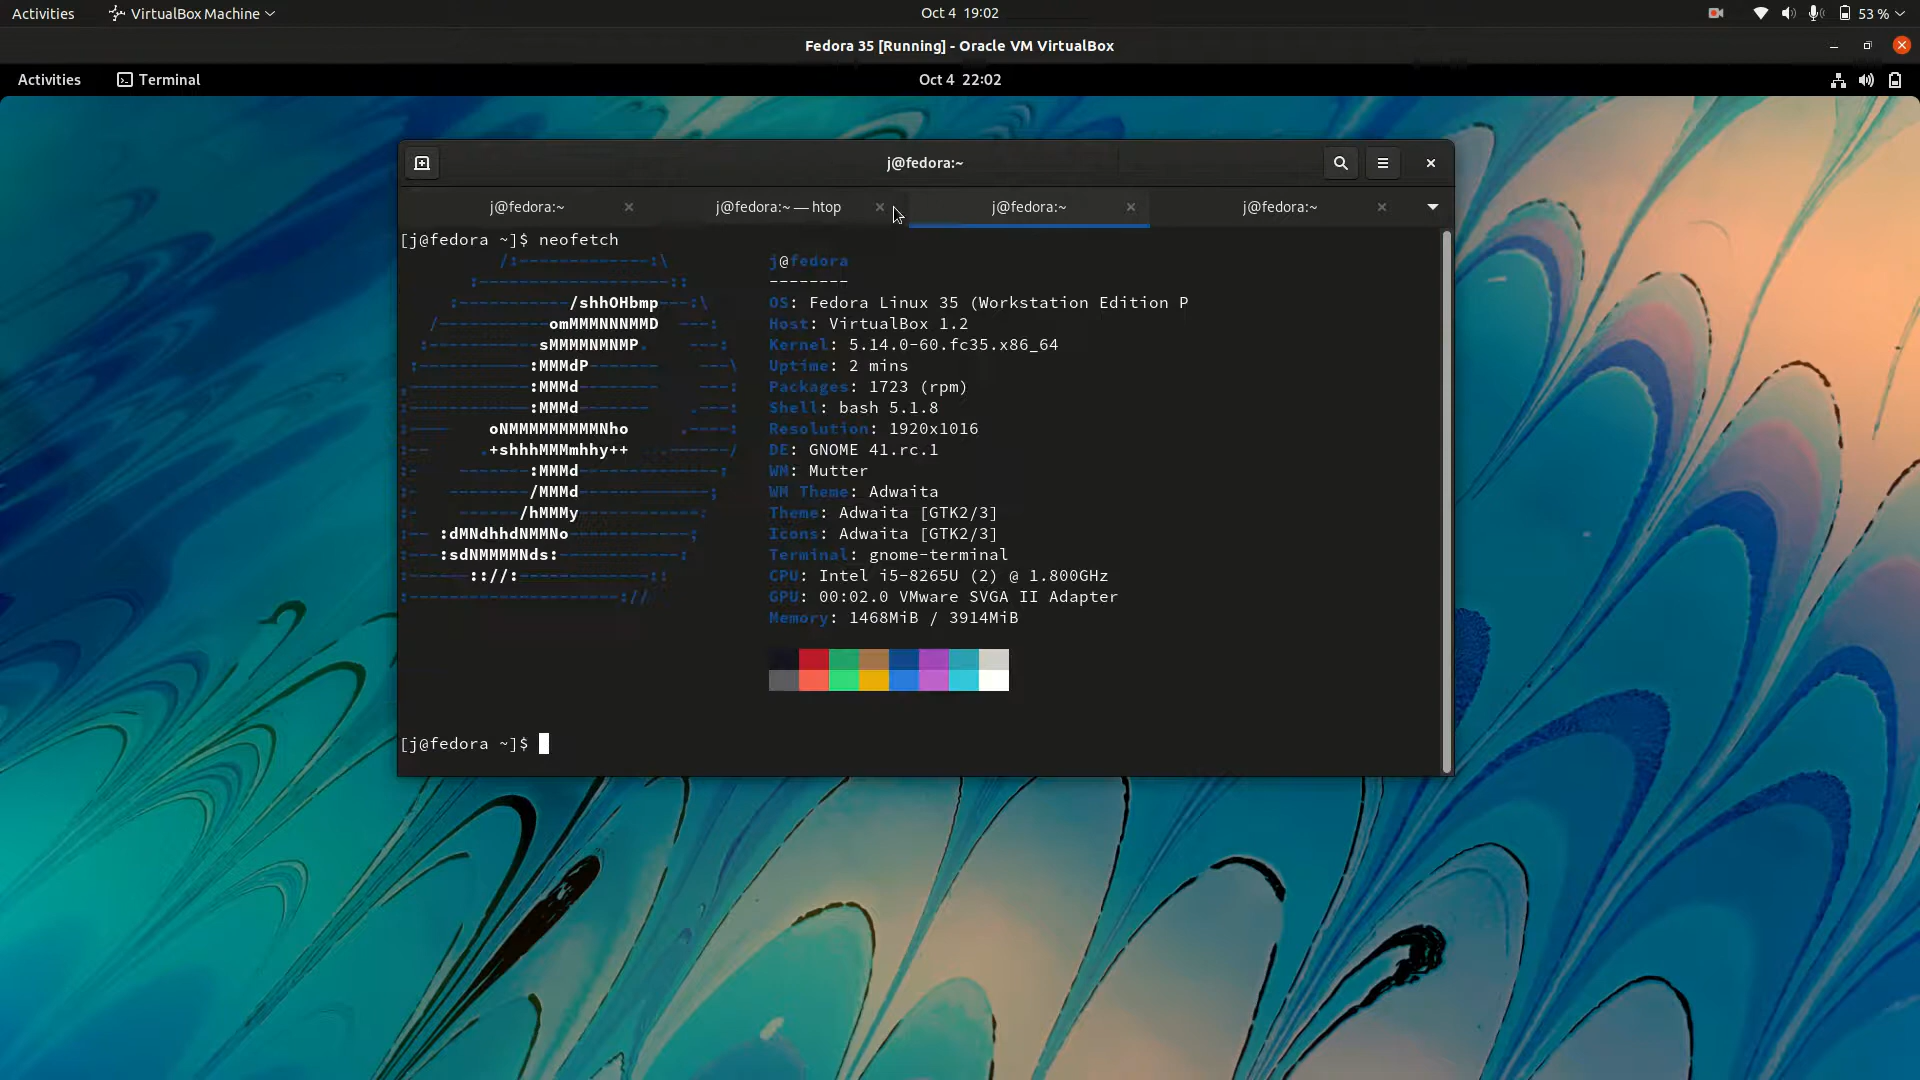 Activities VirtualBox Machine Oct 4 19:02 53 %
Fedora 35 [Running] - Oracle VM VirtualBox
Activities Terminal Oct 4 22:02
j@fedora:~
j@fedora:~ j@fedora:~ — htop j@fedora:~ j@fedora:~
[j@fedora ~]$ neofetch
/:-------------:\ j@fedora
:-------------------:: --------
:-----------/shhOHbmp---:\ OS: Fedora Linux 35 (Workstation Edition P
/-----------omMMMNNNMMD ---: Host: VirtualBox 1.2
:-----------sMMMMNMNMP. ---: Kernel: 5.14.0-60.fc35.x86_64
:-----------:MMMdP------- ---\ Uptime: 2 mins
,------------:MMMd-------- ---: Packages: 1723 (rpm)
:------------:MMMd------- .---: Shell: bash 5.1.8
:---- oNMMMMMMMMMNho .----: Resolution: 1920x1016
:-- .+shhhMMMmhhy++ .------/ DE: GNOME 41.rc.1
:- -------:MMMd--------------: WM: Mutter
:- --------/MMMd-------------; WM Theme: Adwaita
:- ------/hMMMy------------: Theme: Adwaita [GTK2/3]
:-- :dMNdhhdNMMNo------------; Icons: Adwaita [GTK2/3]
:---:sdNMMMMNds:------------: Terminal: gnome-terminal
:------:://:-------------:: CPU: Intel i5-8265U (2) @ 1.800GHz
:---------------------:// GPU: 00:02.0 VMware SVGA II Adapter
Memory: 1468MiB / 3914MiB
[j@fedora ~]$